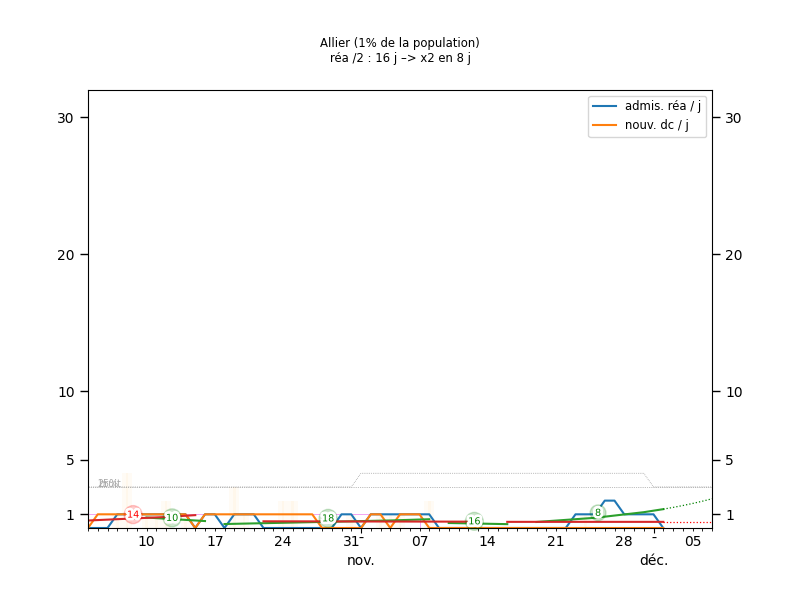 Allier (1% de la population)
réa /2 : 16 j –> x2 en 8 j
admis. réa / j
nouv. dc / j
30 30
20 20
10 10
5 5
1 1
14 10 18 16 8
10 17 24 31 07 14 21 28 - 05
nov. déc.